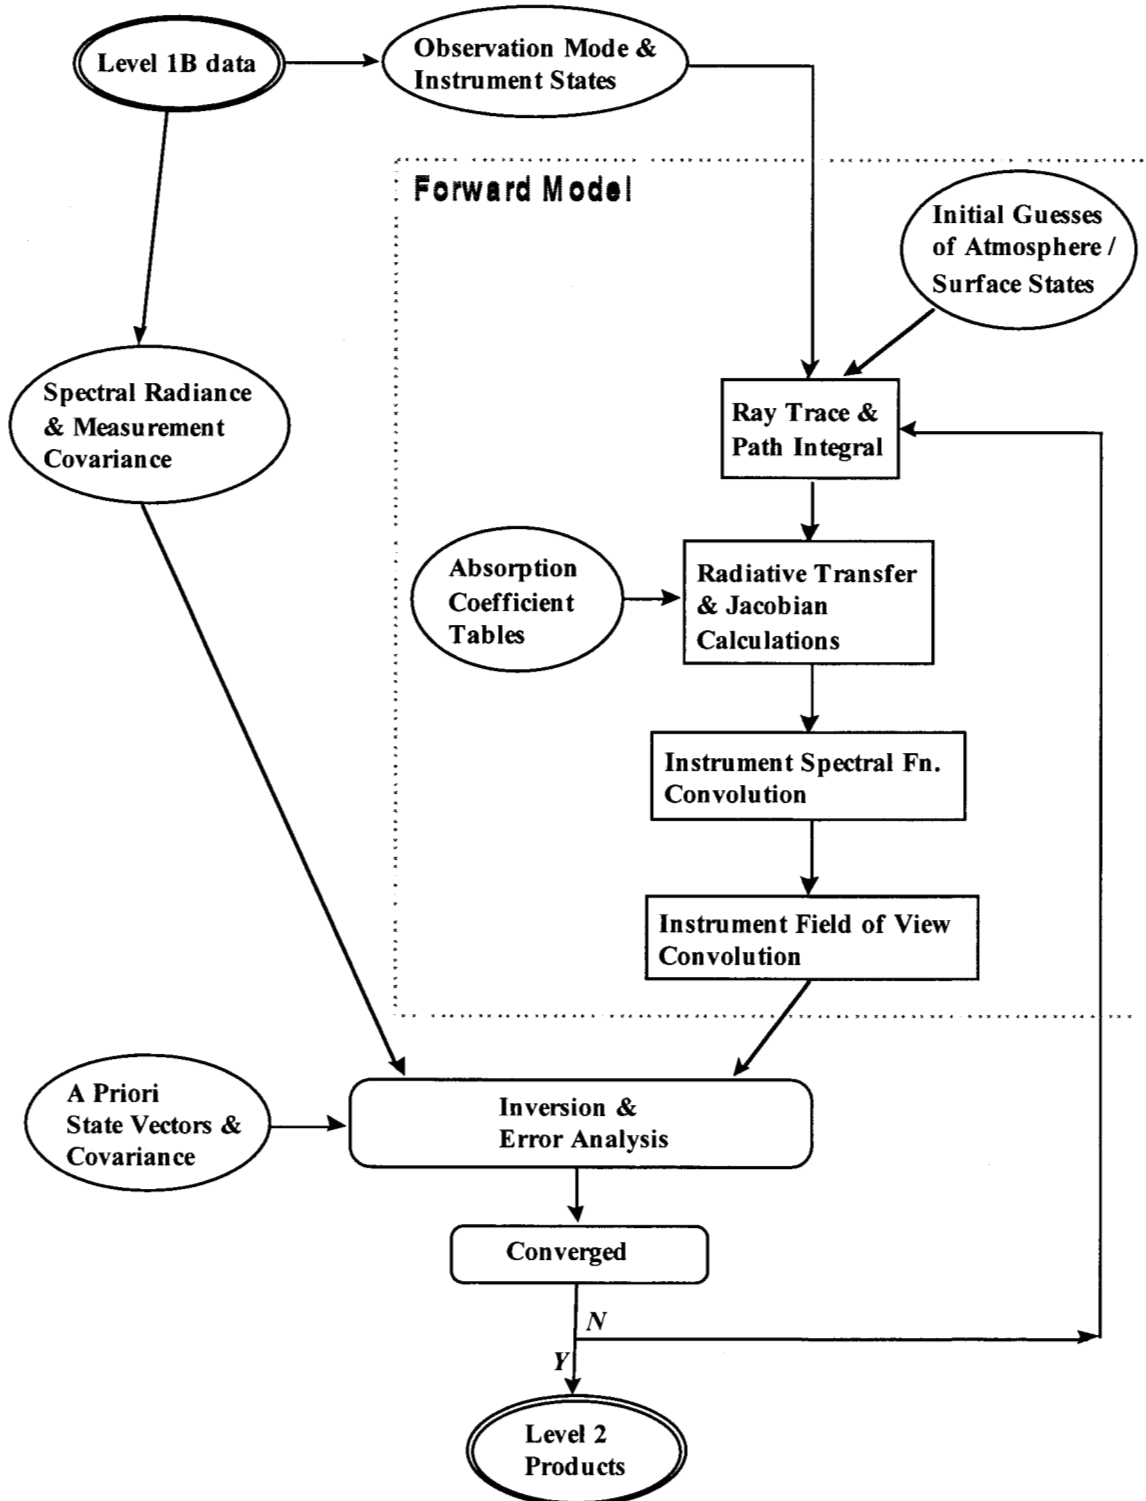 Level 1B data
Observation Mode &
Instrument States
Forward Model
Initial Guesses
of Atmosphere /
Surface States
Spectral Radiance
& Measurement
Covariance
Ray Trace &
Path Integral
Absorption
Coefficient
Tables
Radiative Transfer
& Jacobian
Calculations
Instrument Spectral Fn.
Convolution
Instrument Field of View
Convolution
A Priori
State Vectors &
Covariance
Inversion &
Error Analysis
Converged
N
Y
Level 2
Products